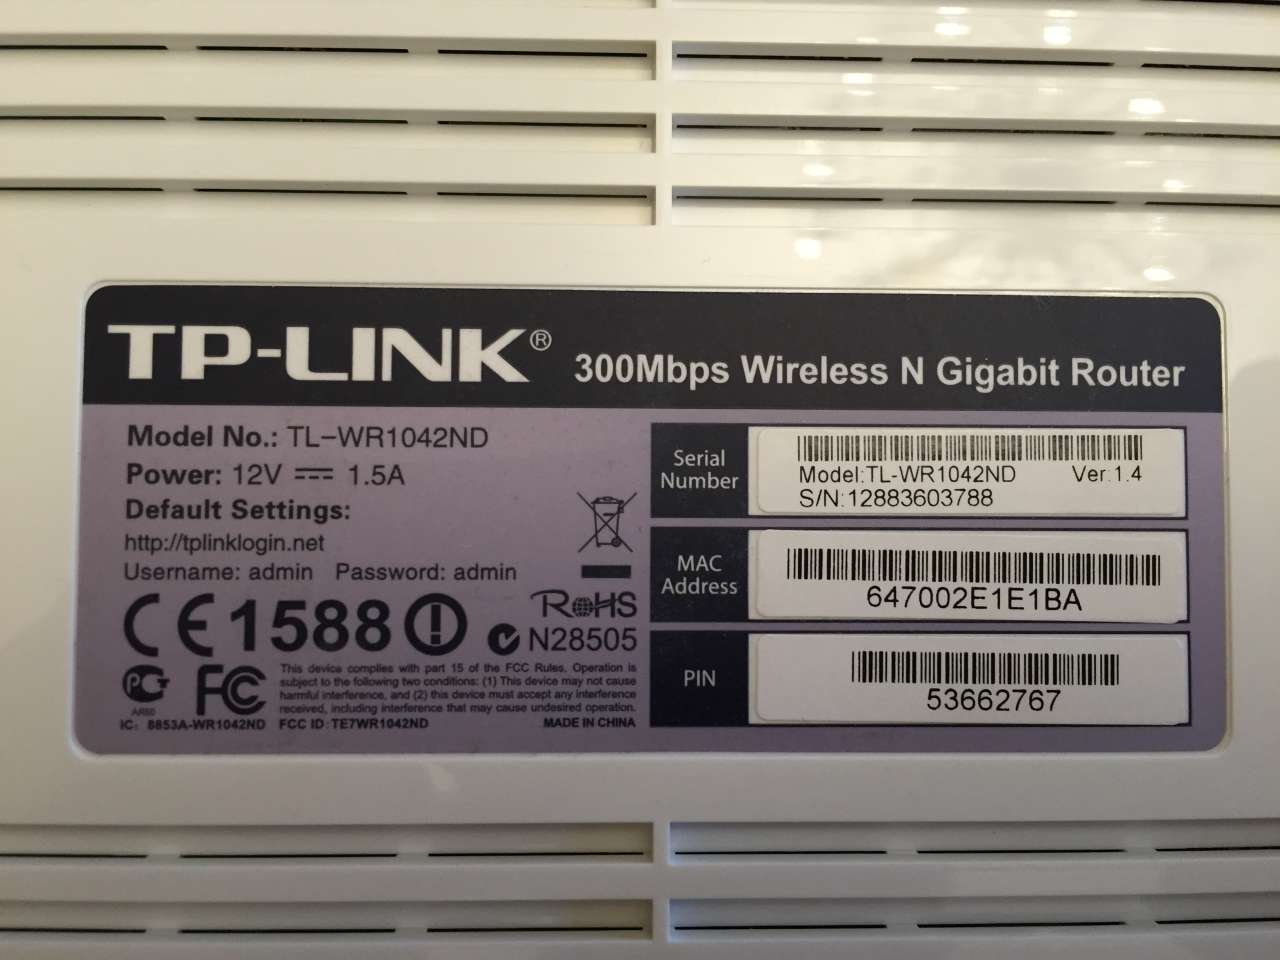 TP-LINK®
300Mbps Wireless N Gigabit Router
Model No.: TL-WR1042ND
Power: 12V 1.5A
Default Settings:
http://tplinklogin.net
Username: admin Password: admin
CE1588
RoHS
N28505
This device complies with part 15 of the FCC Rules. Operation is
subject to the following two conditions: (1) This device may not cause
harmful interference, and (2) this device must accept any interference
received, including interference that may cause undesired operation.
FC
AR60
IC: 8853A-WR1042ND FCC ID: TE7WR1042ND MADE IN CHINA
Serial
Number
Model:TL-WR1042ND Ver:1.4
S/N:12883603788
MAC
Address
647002E1E1BA
PIN
53662767